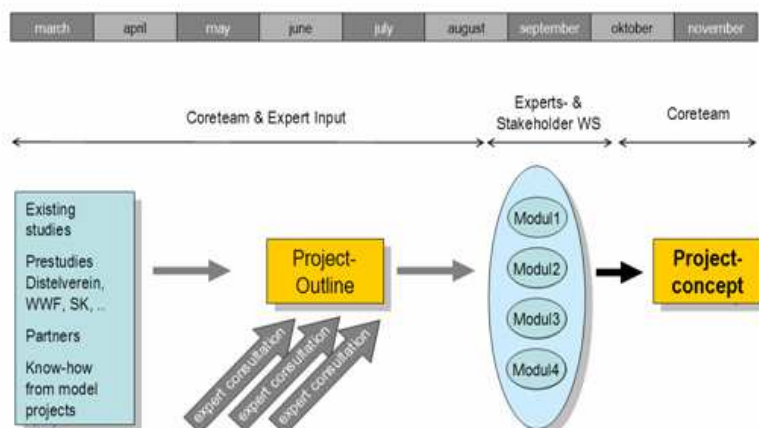 march april may june july august september oktober november
Coreteam & Expert Input
Experts- &
Stakeholder WS
Coreteam
Existing
studies
Prestudies
Distelverein,
WWF, SK, ..
Partners
Know-how
from model
projects
Project-
Outline
expert consultation
expert consultation
expert consultation
Modul1
Modul2
Modul3
Modul4
Project-
concept